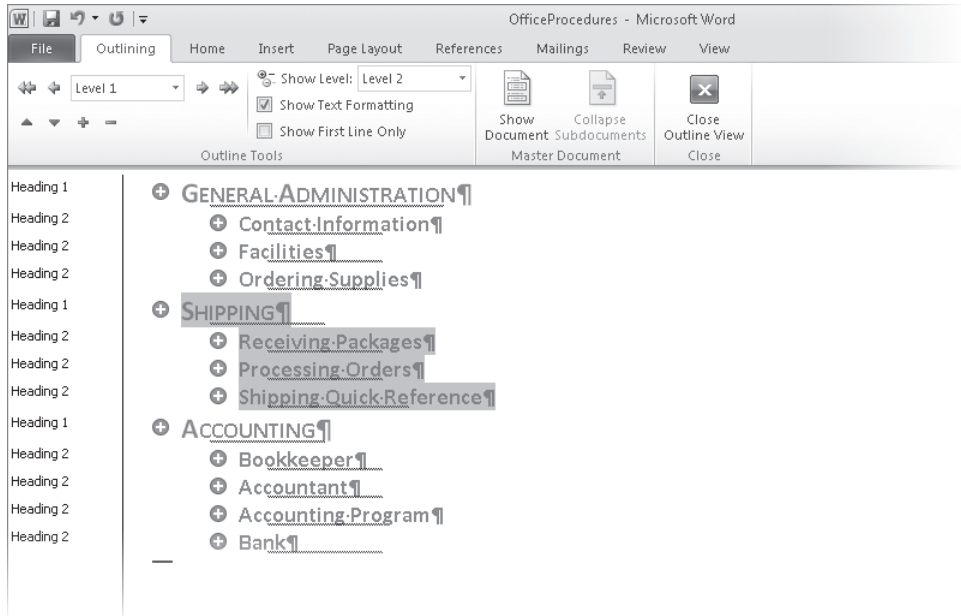 W OfficeProcedures - Microsoft Word
File Outlining Home Insert Page Layout References Mailings Review View
Level 1
Show Level: Level 2
Show Text Formatting
Show First Line Only
Outline Tools
Show Document
Collapse Subdocuments
Master Document
Close Outline View
Close
Heading 1 GENERAL·ADMINISTRATION¶
Heading 2 Contact·Information¶
Heading 2 Facilities¶
Heading 2 Ordering·Supplies¶
Heading 1 SHIPPING¶
Heading 2 Receiving·Packages¶
Heading 2 Processing·Orders¶
Heading 2 Shipping·Quick·Reference¶
Heading 1 ACCOUNTING¶
Heading 2 Bookkeeper¶
Heading 2 Accountant¶
Heading 2 Accounting·Program¶
Heading 2 Bank¶